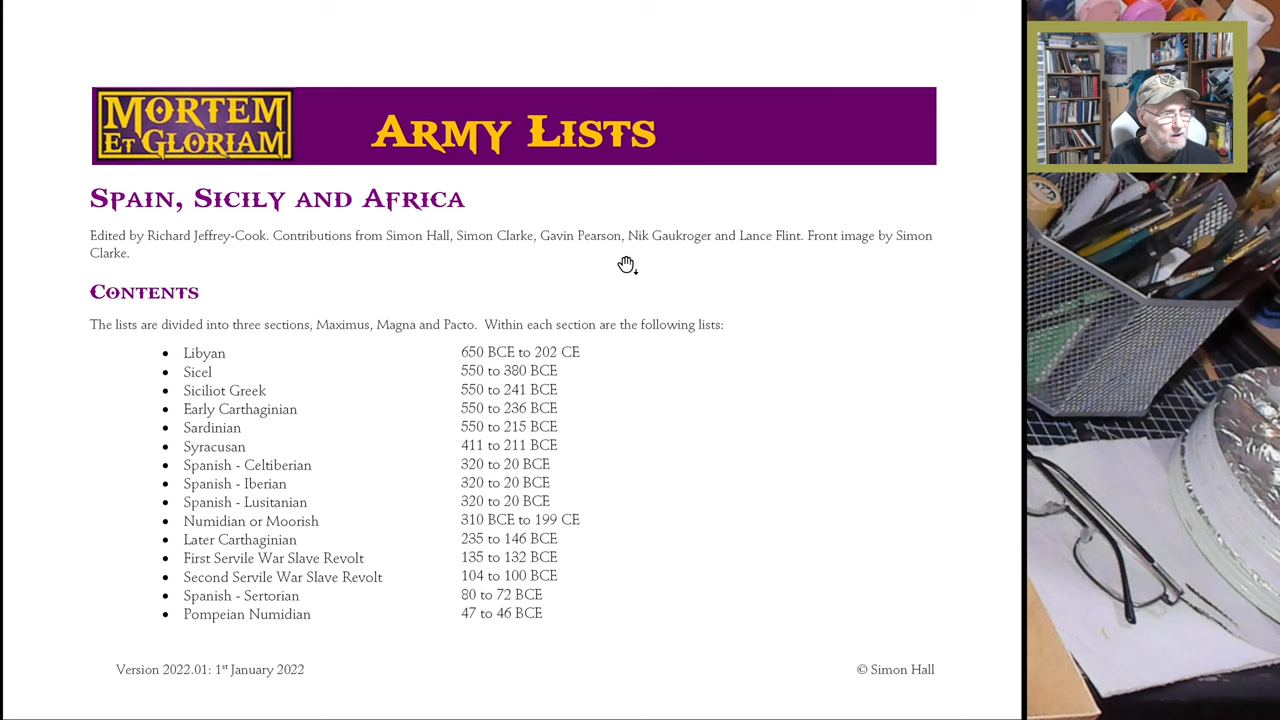 MORTEM
ET GLORIAM
ARMY LISTS
SPAIN, SICILY AND AFRICA
Edited by Richard Jeffrey-Cook. Contributions from Simon Hall, Simon Clarke, Gavin Pearson, Nik Gaukroger and Lance Flint. Front image by Simon
Clarke.
CONTENTS
The lists are divided into three sections, Maximus, Magna and Pacto. Within each section are the following lists:
• Libyan 650 BCE to 202 CE
• Sicel 550 to 380 BCE
• Siciliot Greek 550 to 241 BCE
• Early Carthaginian 550 to 236 BCE
• Sardinian 550 to 215 BCE
• Syracusan 411 to 211 BCE
• Spanish - Celtiberian 320 to 20 BCE
• Spanish - Iberian 320 to 20 BCE
• Spanish - Lusitanian 320 to 20 BCE
• Numidian or Moorish 310 BCE to 199 CE
• Later Carthaginian 235 to 146 BCE
• First Servile War Slave Revolt 135 to 132 BCE
• Second Servile War Slave Revolt 104 to 100 BCE
• Spanish - Sertorian 80 to 72 BCE
• Pompeian Numidian 47 to 46 BCE
Version 2022.01: 1st January 2022 © Simon Hall